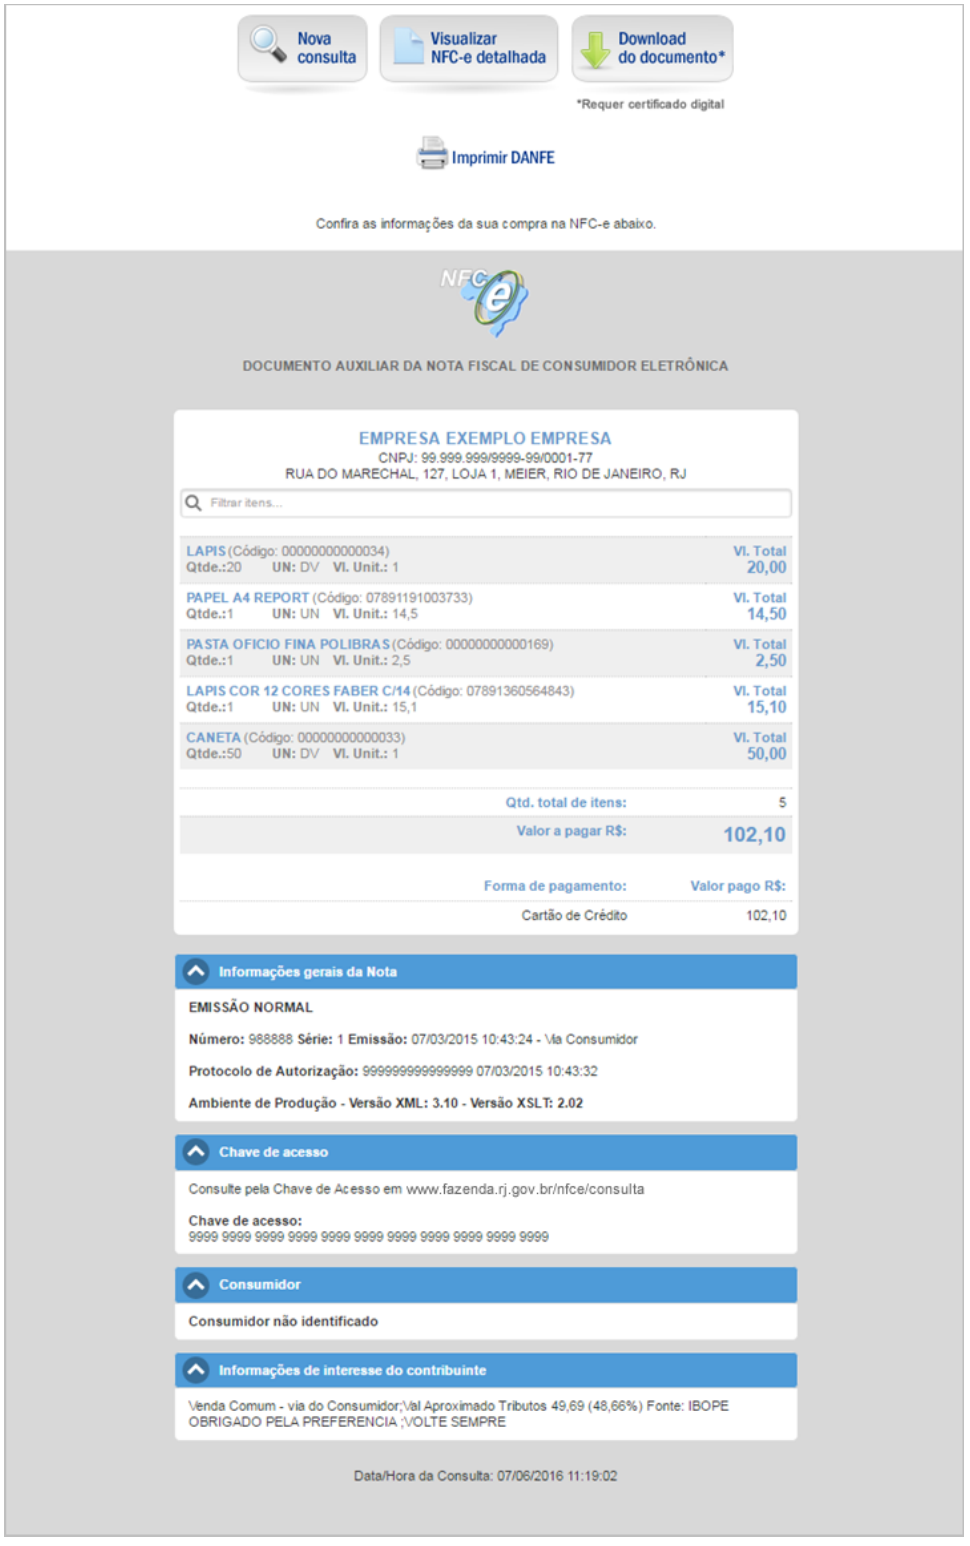 Nova
consulta
Visualizar
NFC-e detalhada
Download
do documento*
*Requer certificado digital
Imprimir DANFE
Confira as informações da sua compra na NFC-e abaixo.
NFC
e
DOCUMENTO AUXILIAR DA NOTA FISCAL DE CONSUMIDOR ELETRÔNICA
EMPRESA EXEMPLO EMPRESA
CNPJ: 99.999.999/9999-99/0001-77
RUA DO MARECHAL, 127, LOJA 1, MEIER, RIO DE JANEIRO, RJ
Filtrar itens...
LAPIS (Código: 00000000000034) Vl. Total
Qtde.:20 UN: DV Vl. Unit.: 1 20,00
PAPEL A4 REPORT (Código: 07891191003733) Vl. Total
Qtde.:1 UN: UN Vl. Unit.: 14,5 14,50
PASTA OFICIO FINA POLIBRAS (Código: 00000000000169) Vl. Total
Qtde.:1 UN: UN Vl. Unit.: 2,5 2,50
LAPIS COR 12 CORES FABER C/14 (Código: 07891360564843) Vl. Total
Qtde.:1 UN: UN Vl. Unit.: 15,1 15,10
CANETA (Código: 00000000000033) Vl. Total
Qtde.:50 UN: DV Vl. Unit.: 1 50,00
Qtd. total de itens: 5
Valor a pagar R$: 102,10
Forma de pagamento: Valor pago R$:
Cartão de Crédito 102,10
Informações gerais da Nota
EMISSÃO NORMAL
Número: 988888 Série: 1 Emissão: 07/03/2015 10:43:24 - Via Consumidor
Protocolo de Autorização: 999999999999999 07/03/2015 10:43:32
Ambiente de Produção - Versão XML: 3.10 - Versão XSLT: 2.02
Chave de acesso
Consulte pela Chave de Acesso em www.fazenda.rj.gov.br/nfce/consulta
Chave de acesso:
9999 9999 9999 9999 9999 9999 9999 9999 9999 9999 9999
Consumidor
Consumidor não identificado
Informações de interesse do contribuinte
Venda Comum - via do Consumidor;Val Aproximado Tributos 49,69 (48,66%) Fonte: IBOPE
OBRIGADO PELA PREFERENCIA ;VOLTE SEMPRE
Data/Hora da Consulta: 07/06/2016 11:19:02